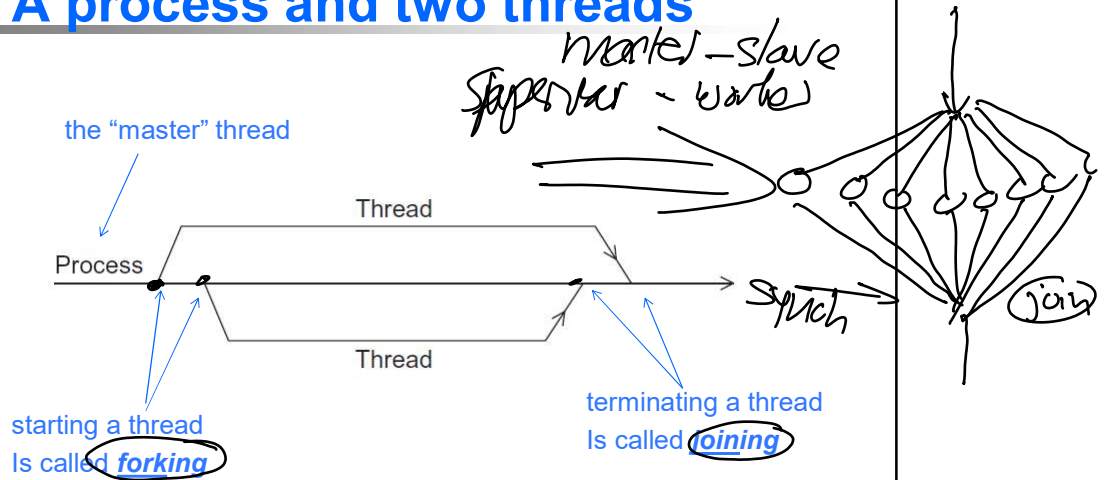 A process and two threads
master-slave
- worker
the “master” thread
Thread
Process
Synch
join
Thread
terminating a thread
Is called joining
starting a thread
Is called forking